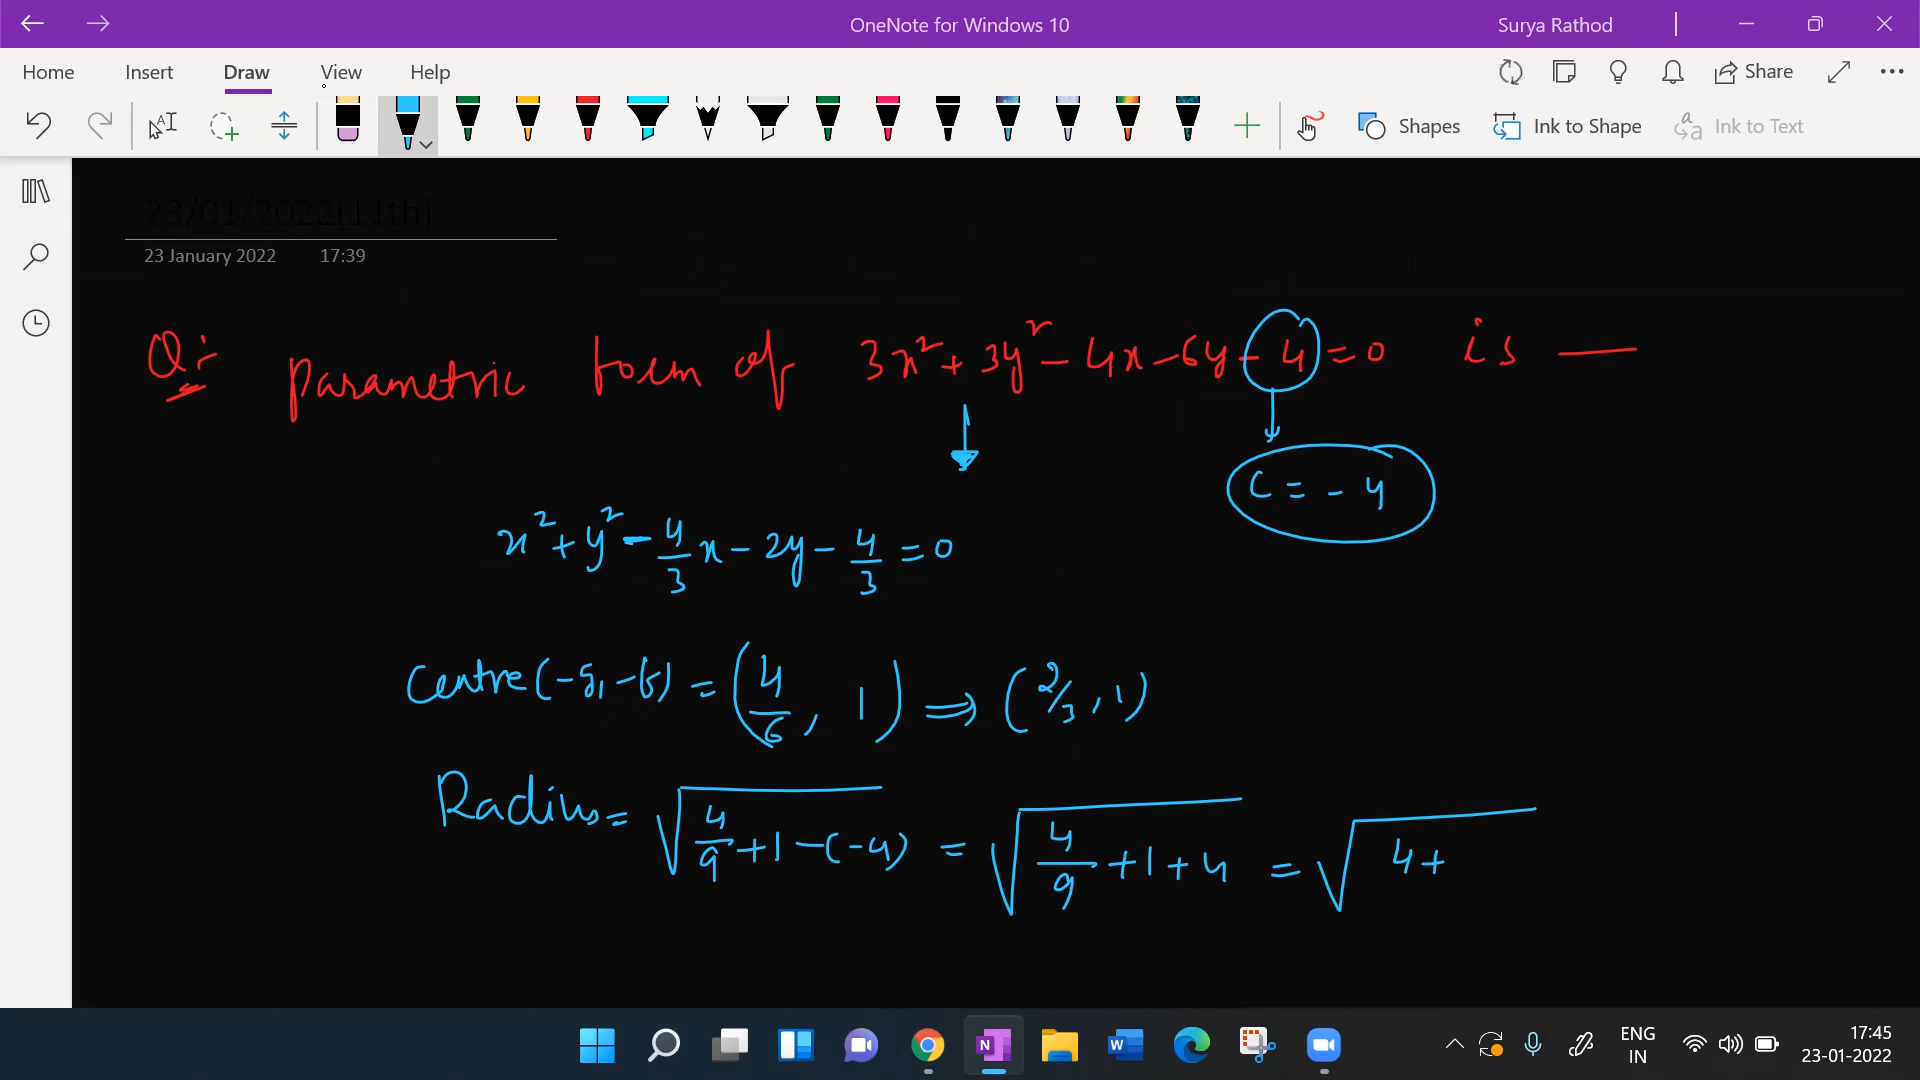 OneNote for Windows 10
Surya Rathod
Home Insert Draw View Help
Share
Shapes Ink to Shape Ink to Text
23/01/2022(11th)
23 January 2022 17:39
Q:- Parametric form of 3x² + 3y² - 4x - 6y - 4 = 0 is —
C = - 4
x² + y² - 4/3 x - 2y - 4/3 = 0
Centre (-g, -f) = (4/6, 1) ⇒ (2/3, 1)
Radius = √(4/9 + 1 - (-4)) = √(4/9 + 1 + 4) = √(4 +
ENG
IN
17:45
23-01-2022